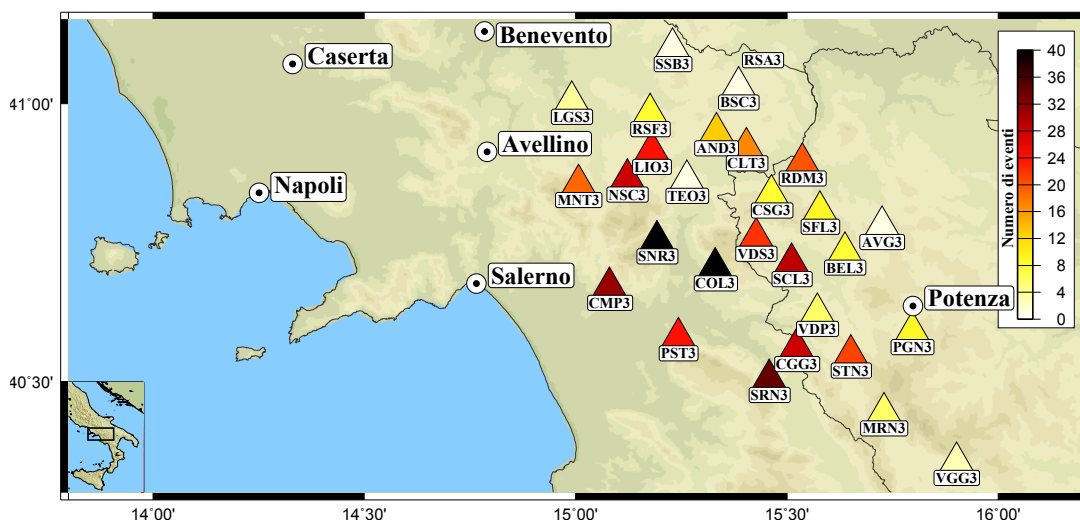 Benevento
Caserta
SSB3
RSA3
BSC3
41°00'
LGS3
RSF3
AND3
CLT3
Avellino
LIO3
RDM3
Napoli
MNT3
NSC3
TEO3
CSG3
SFL3
AVG3
SNR3
VDS3
BEL3
Salerno
COL3
SCL3
CMP3
Potenza
VDP3
PST3
CGG3
STN3
PGN3
40°30'
SRN3
MRN3
VGG3
14°00'
14°30'
15°00'
15°30'
16°00'
Numero di eventi
40
36
32
28
24
20
16
12
8
4
0